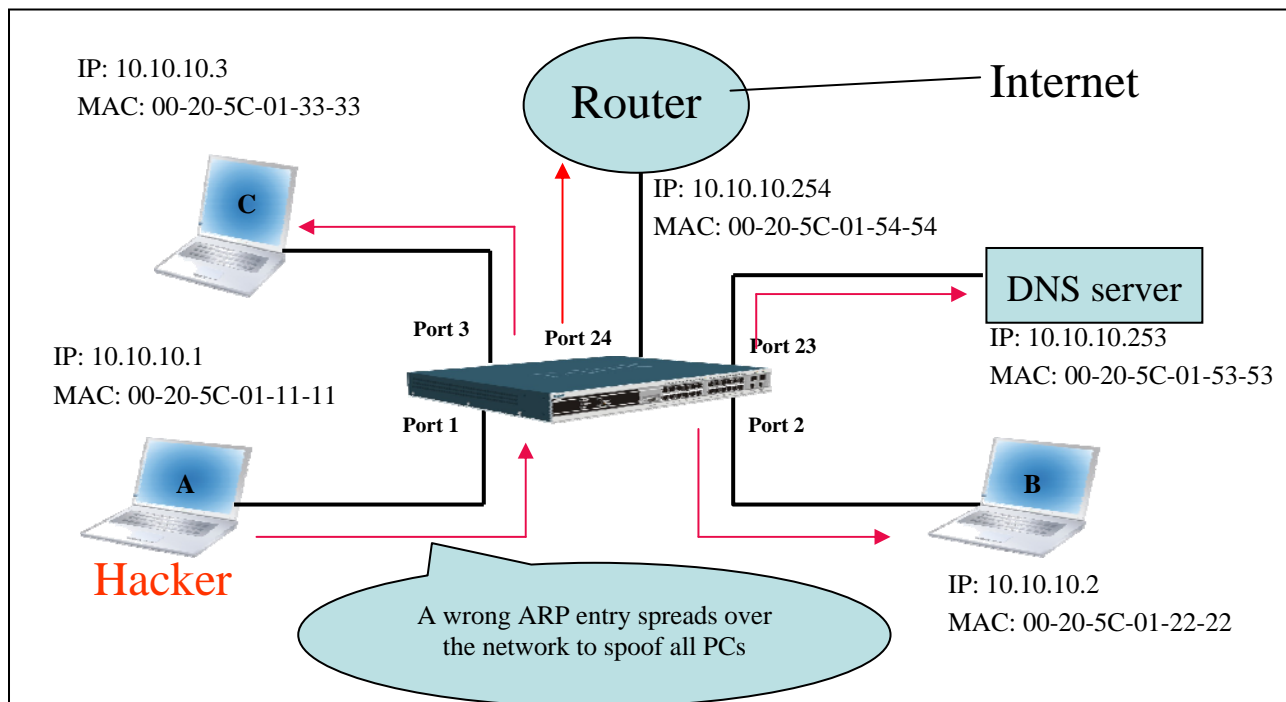 IP: 10.10.10.3
MAC: 00-20-5C-01-33-33
Router
Internet
C
IP: 10.10.10.254
MAC: 00-20-5C-01-54-54
DNS server
IP: 10.10.10.253
MAC: 00-20-5C-01-53-53
Port 3
Port 24
Port 23
IP: 10.10.10.1
MAC: 00-20-5C-01-11-11
Port 1
Port 2
A
B
Hacker
A wrong ARP entry spreads over
the network to spoof all PCs
IP: 10.10.10.2
MAC: 00-20-5C-01-22-22